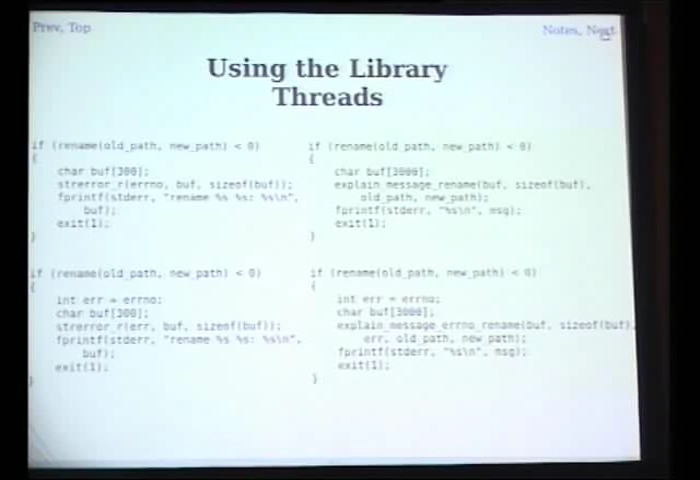 Prev, Top
Notes, Next
Using the Library
Threads
if (rename(old_path, new_path) < 0)
{
char buf[300];
strerror_r(errno, buf, sizeof(buf));
fprintf(stderr, "rename %s %s: %s\n",
buf);
exit(1);
}
if (rename(old_path, new_path) < 0)
{
char buf[3000];
explain_message_rename(buf, sizeof(buf),
old_path, new_path);
fprintf(stderr, "%s\n", msg);
exit(1);
}
if (rename(old_path, new_path) < 0)
{
int err = errno;
char buf[300];
strerror_r(err, buf, sizeof(buf));
fprintf(stderr, "rename %s %s: %s\n",
buf);
exit(1);
}
if (rename(old_path, new_path) < 0)
{
int err = errno;
char buf[3000];
explain_message_errno_rename(buf, sizeof(buf),
err, old_path, new_path);
fprintf(stderr, "%s\n", msg);
exit(1);
}